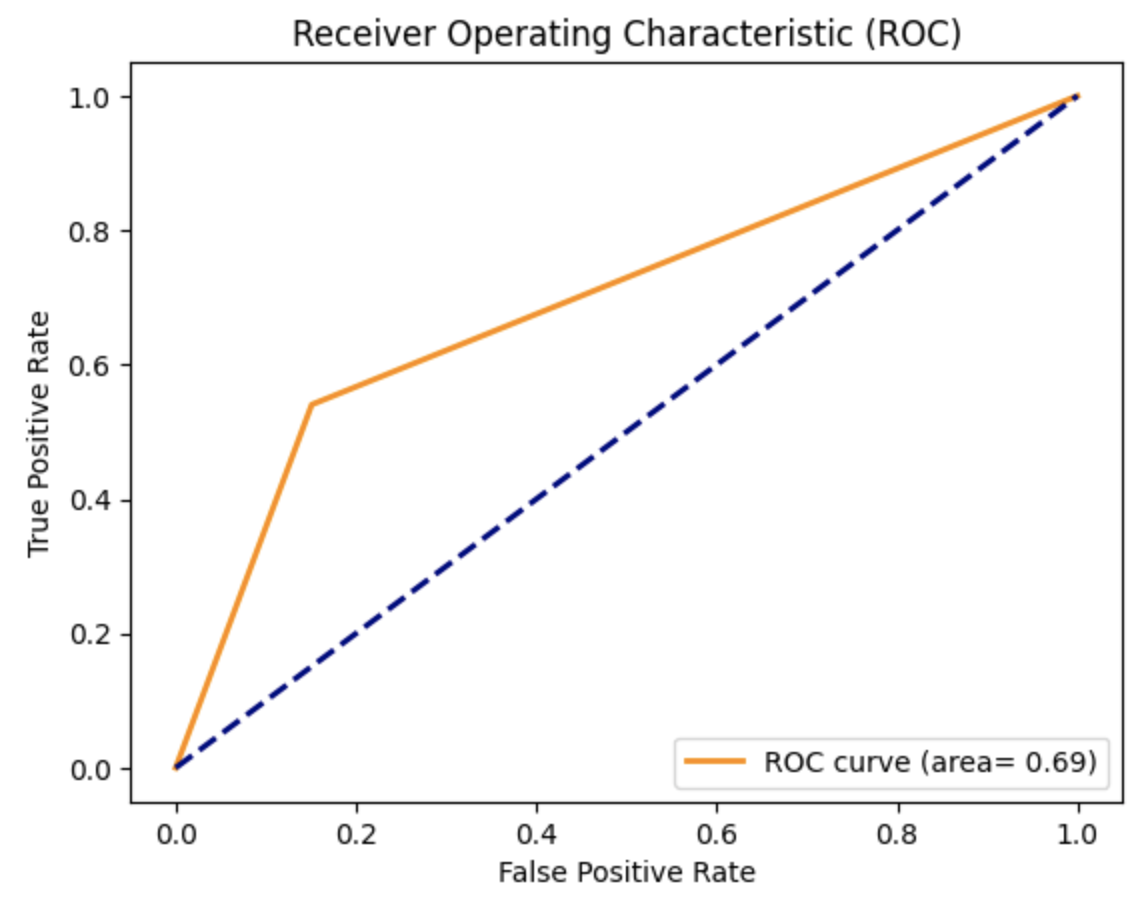 Receiver Operating Characteristic (ROC)
1.0
0.8
0.6
0.4
0.2
0.0
True Positive Rate
ROC curve (area= 0.69)
0.0 0.2 0.4 0.6 0.8 1.0
False Positive Rate